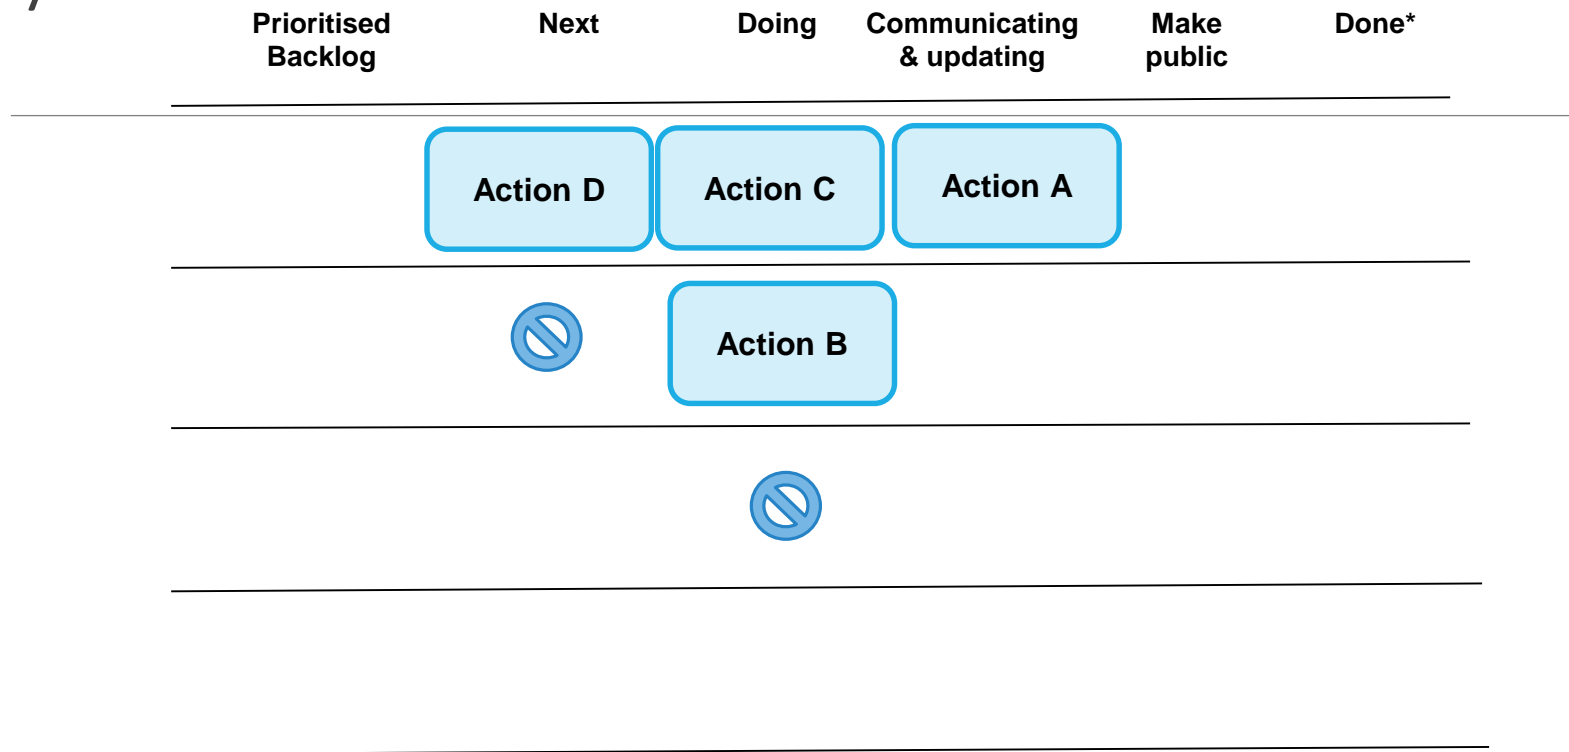 Prioritised
Backlog
Next
Doing
Communicating
& updating
Make
public
Done*
Action D
Action C
Action A
Action B